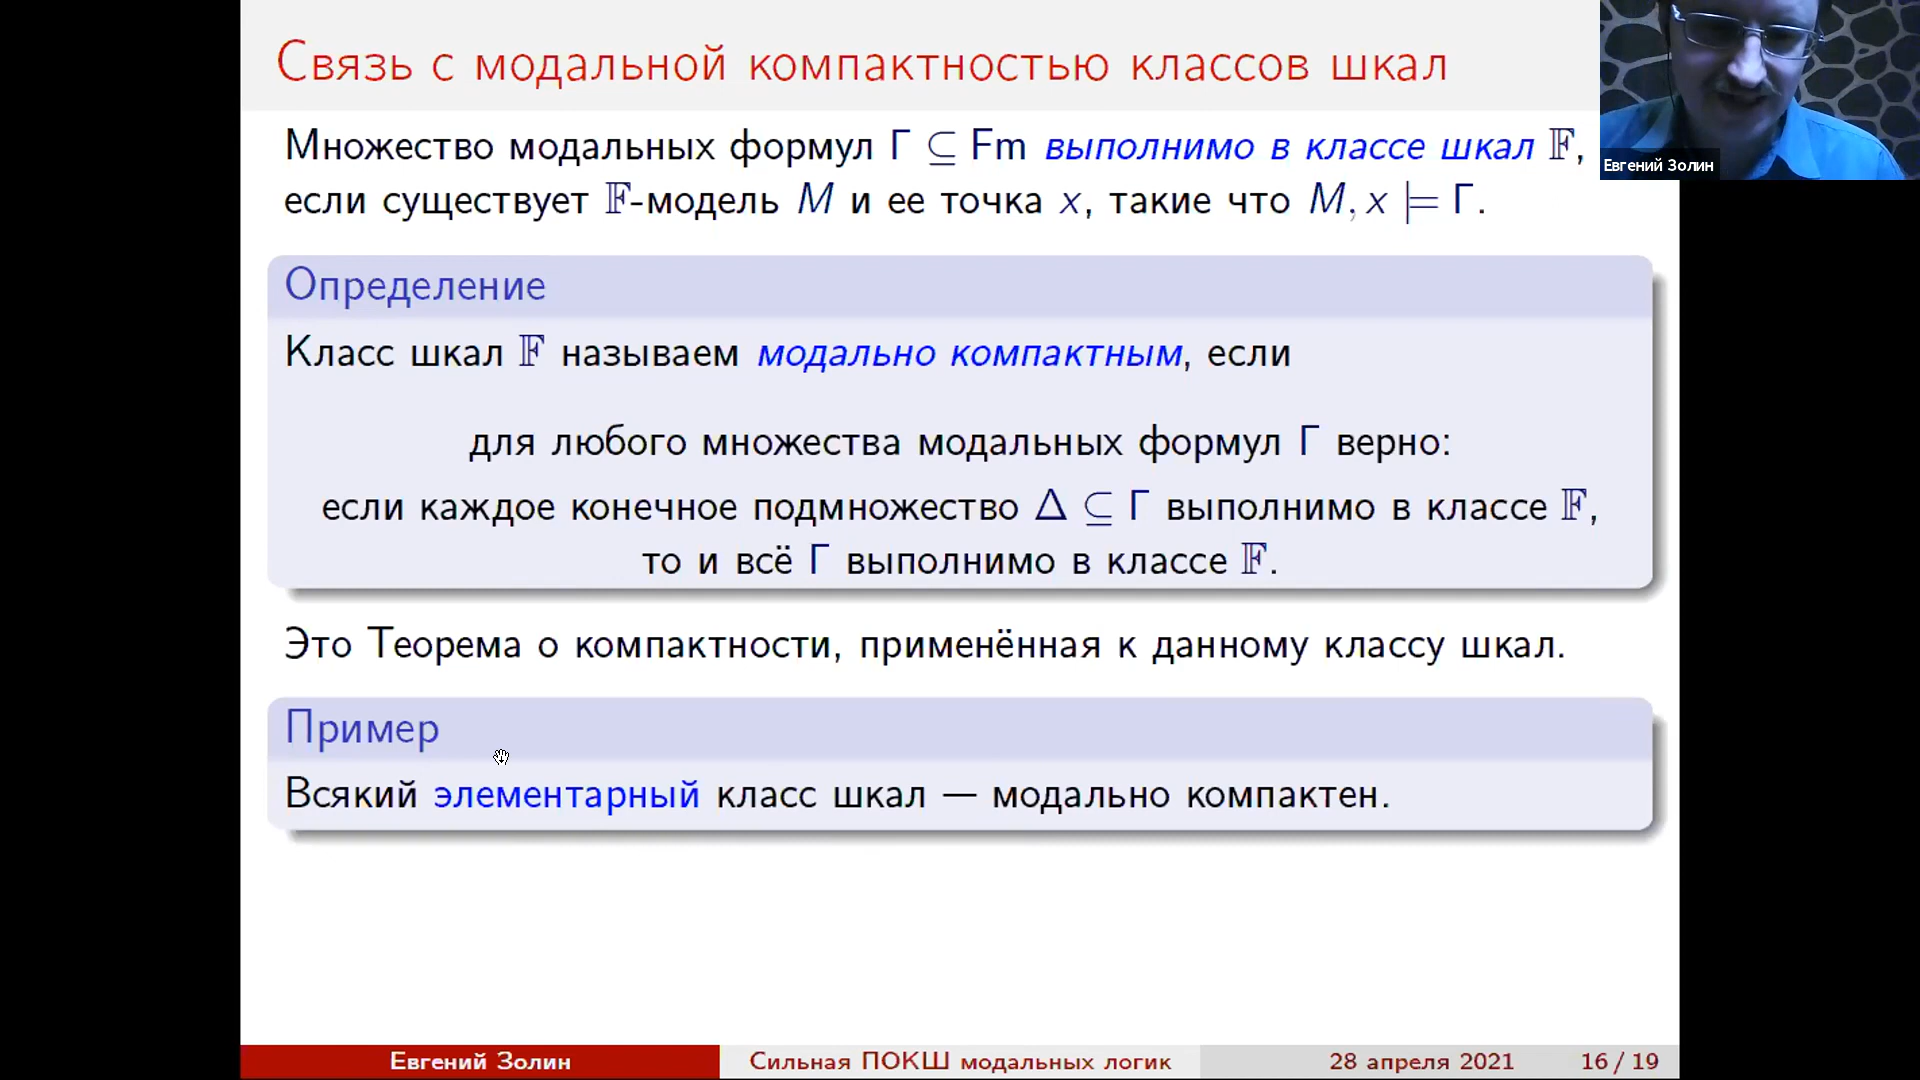 Связь с модальной компактностью классов шкал
Множество модальных формул Γ ⊆ Fm выполнимо в классе шкал 𝔽,
если существует 𝔽-модель M и ее точка x, такие что M, x ⊨ Γ.
Евгений Золин
Определение
Класс шкал 𝔽 называем модально компактным, если
для любого множества модальных формул Γ верно:
если каждое конечное подмножество Δ ⊆ Γ выполнимо в классе 𝔽,
то и всё Γ выполнимо в классе 𝔽.
Это Теорема о компактности, применённая к данному классу шкал.
Пример
Всякий элементарный класс шкал — модально компактен.
Евгений Золин Сильная ПОКШ модальных логик 28 апреля 2021 16 / 19